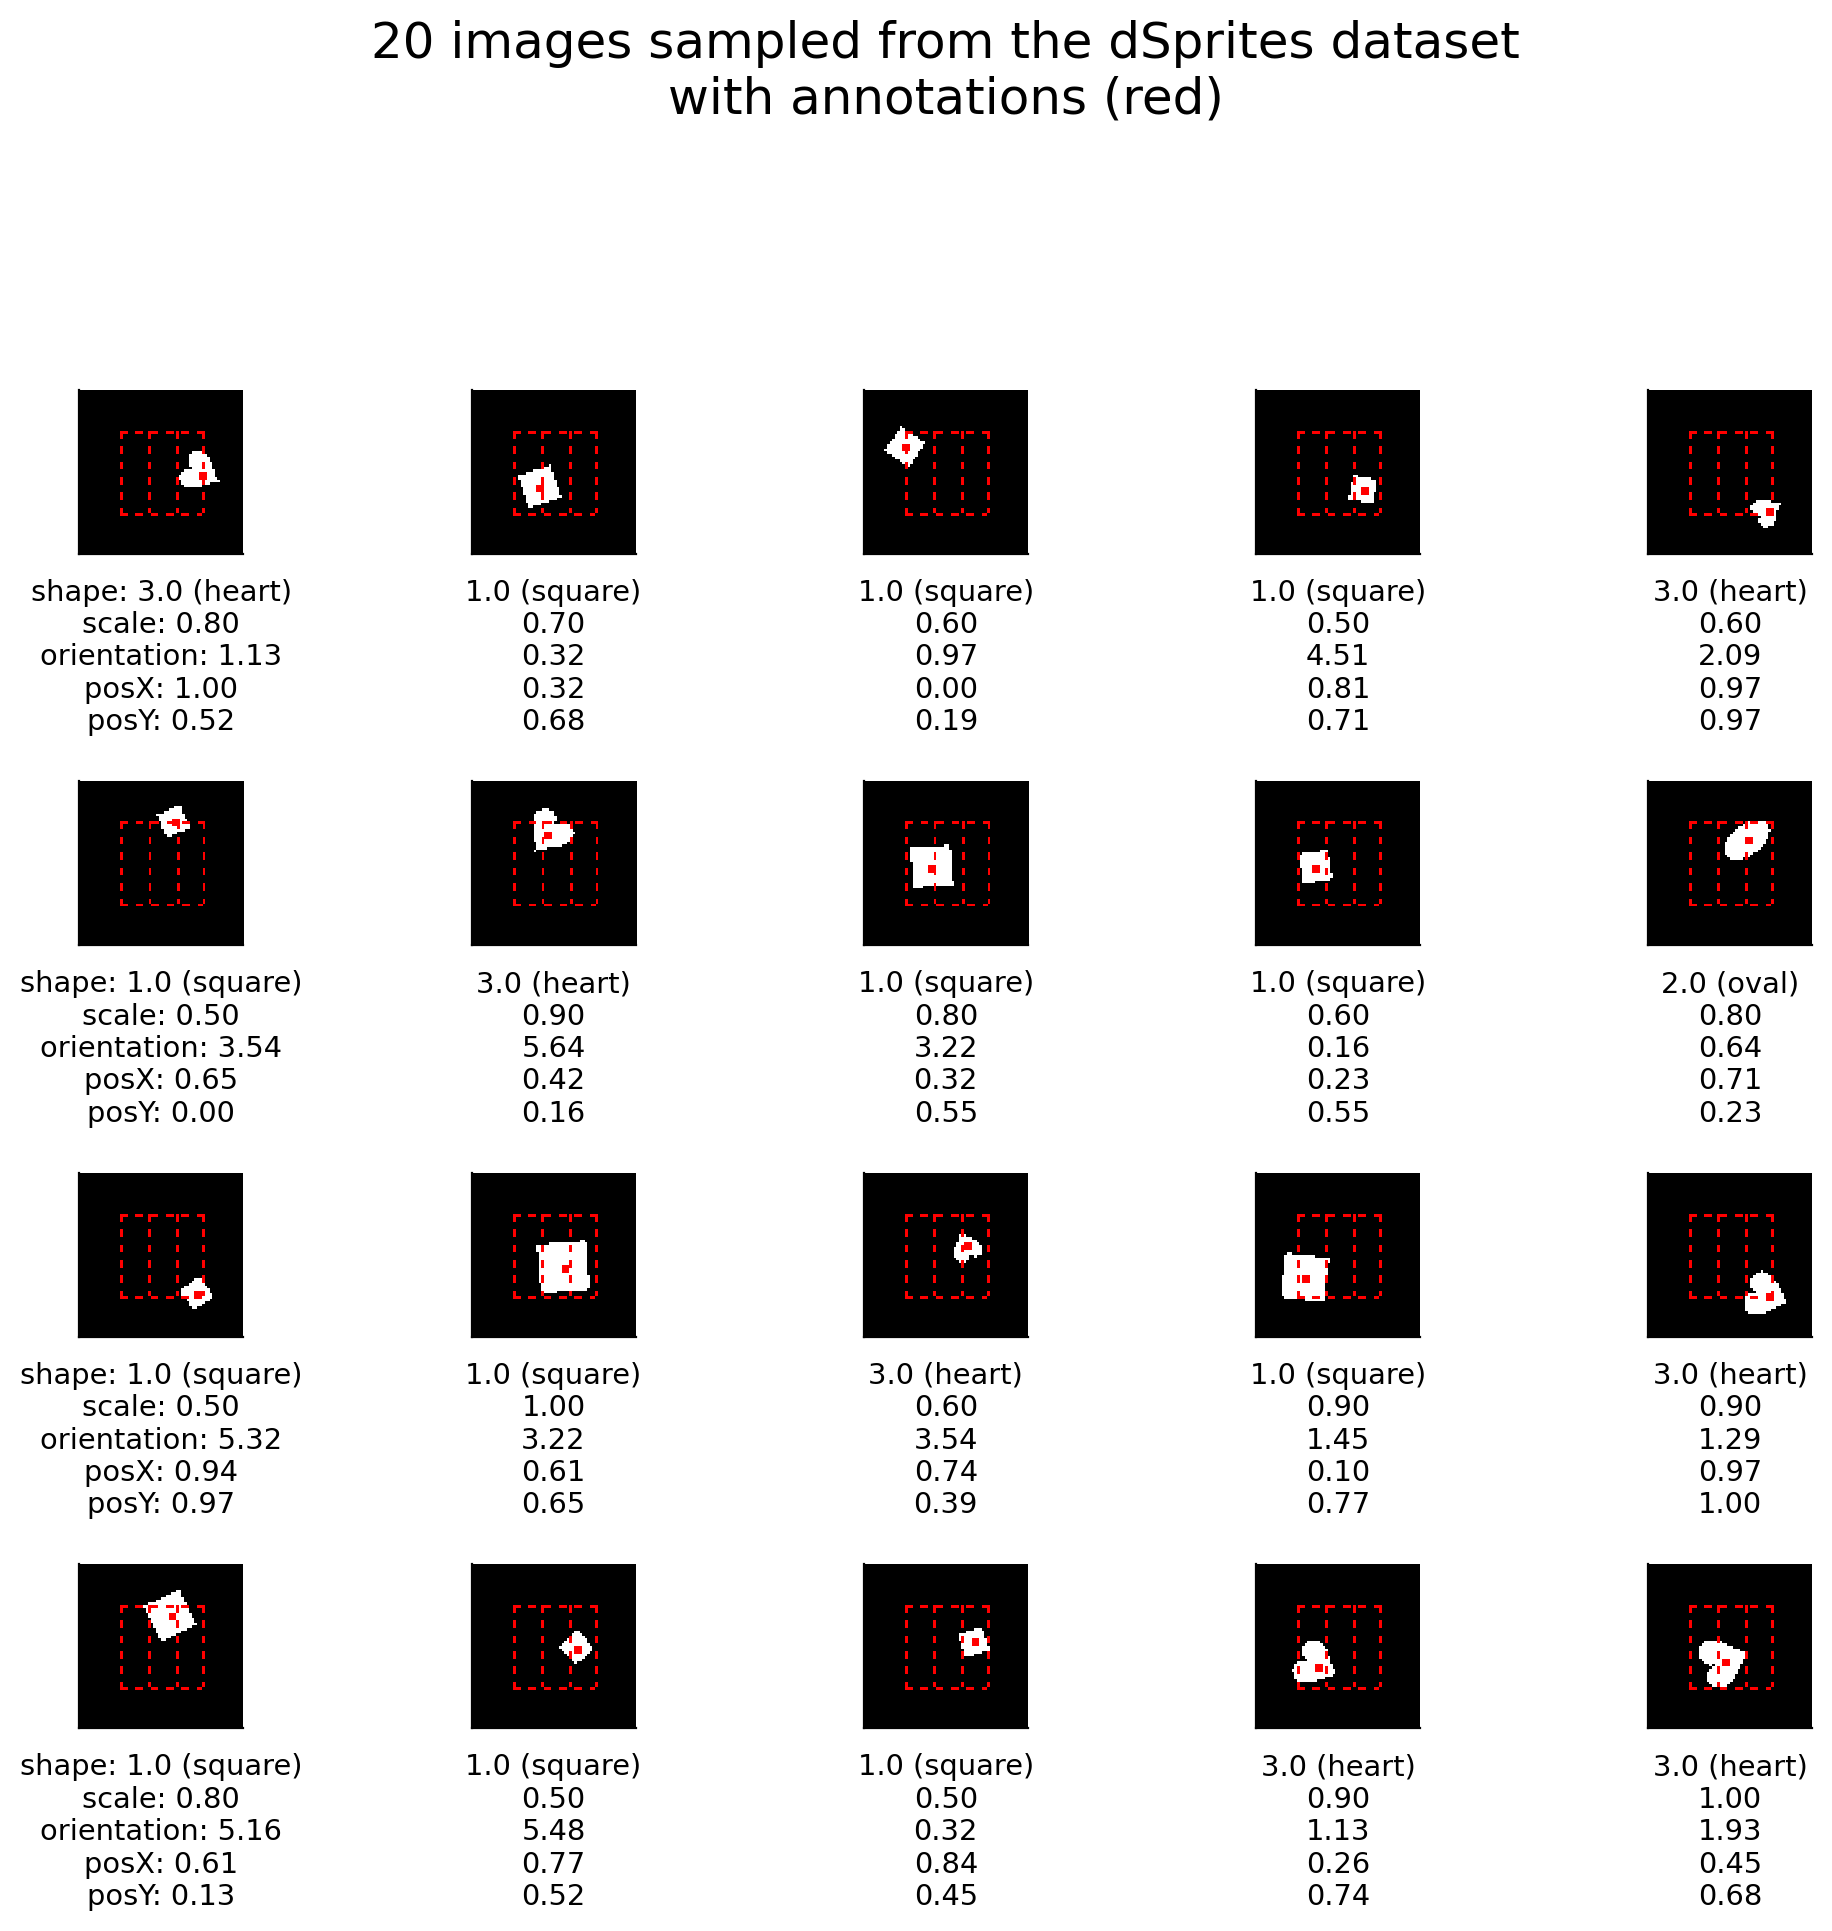 20 images sampled from the dSprites dataset
with annotations (red)
shape: 3.0 (heart)
scale: 0.80
orientation: 1.13
posX: 1.00
posY: 0.52
1.0 (square)
0.70
0.32
0.32
0.68
1.0 (square)
0.60
0.97
0.00
0.19
1.0 (square)
0.50
4.51
0.81
0.71
3.0 (heart)
0.60
2.09
0.97
0.97
shape: 1.0 (square)
scale: 0.50
orientation: 3.54
posX: 0.65
posY: 0.00
3.0 (heart)
0.90
5.64
0.42
0.16
1.0 (square)
0.80
3.22
0.32
0.55
1.0 (square)
0.60
0.16
0.23
0.55
2.0 (oval)
0.80
0.64
0.71
0.23
shape: 1.0 (square)
scale: 0.50
orientation: 5.32
posX: 0.94
posY: 0.97
1.0 (square)
1.00
3.22
0.61
0.65
3.0 (heart)
0.60
3.54
0.74
0.39
1.0 (square)
0.90
1.45
0.10
0.77
3.0 (heart)
0.90
1.29
0.97
1.00
shape: 1.0 (square)
scale: 0.80
orientation: 5.16
posX: 0.61
posY: 0.13
1.0 (square)
0.50
5.48
0.77
0.52
1.0 (square)
0.50
0.32
0.84
0.45
3.0 (heart)
0.90
1.13
0.26
0.74
3.0 (heart)
1.00
1.93
0.45
0.68